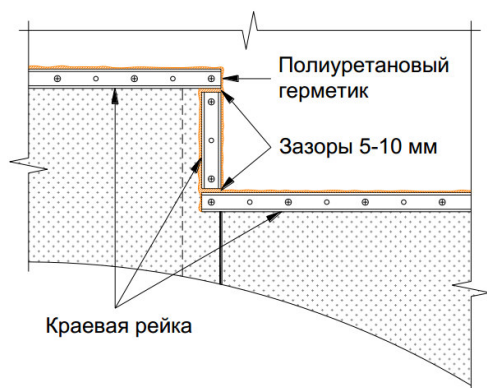 Полиуретановый
герметик
Зазоры 5-10 мм
Краевая рейка